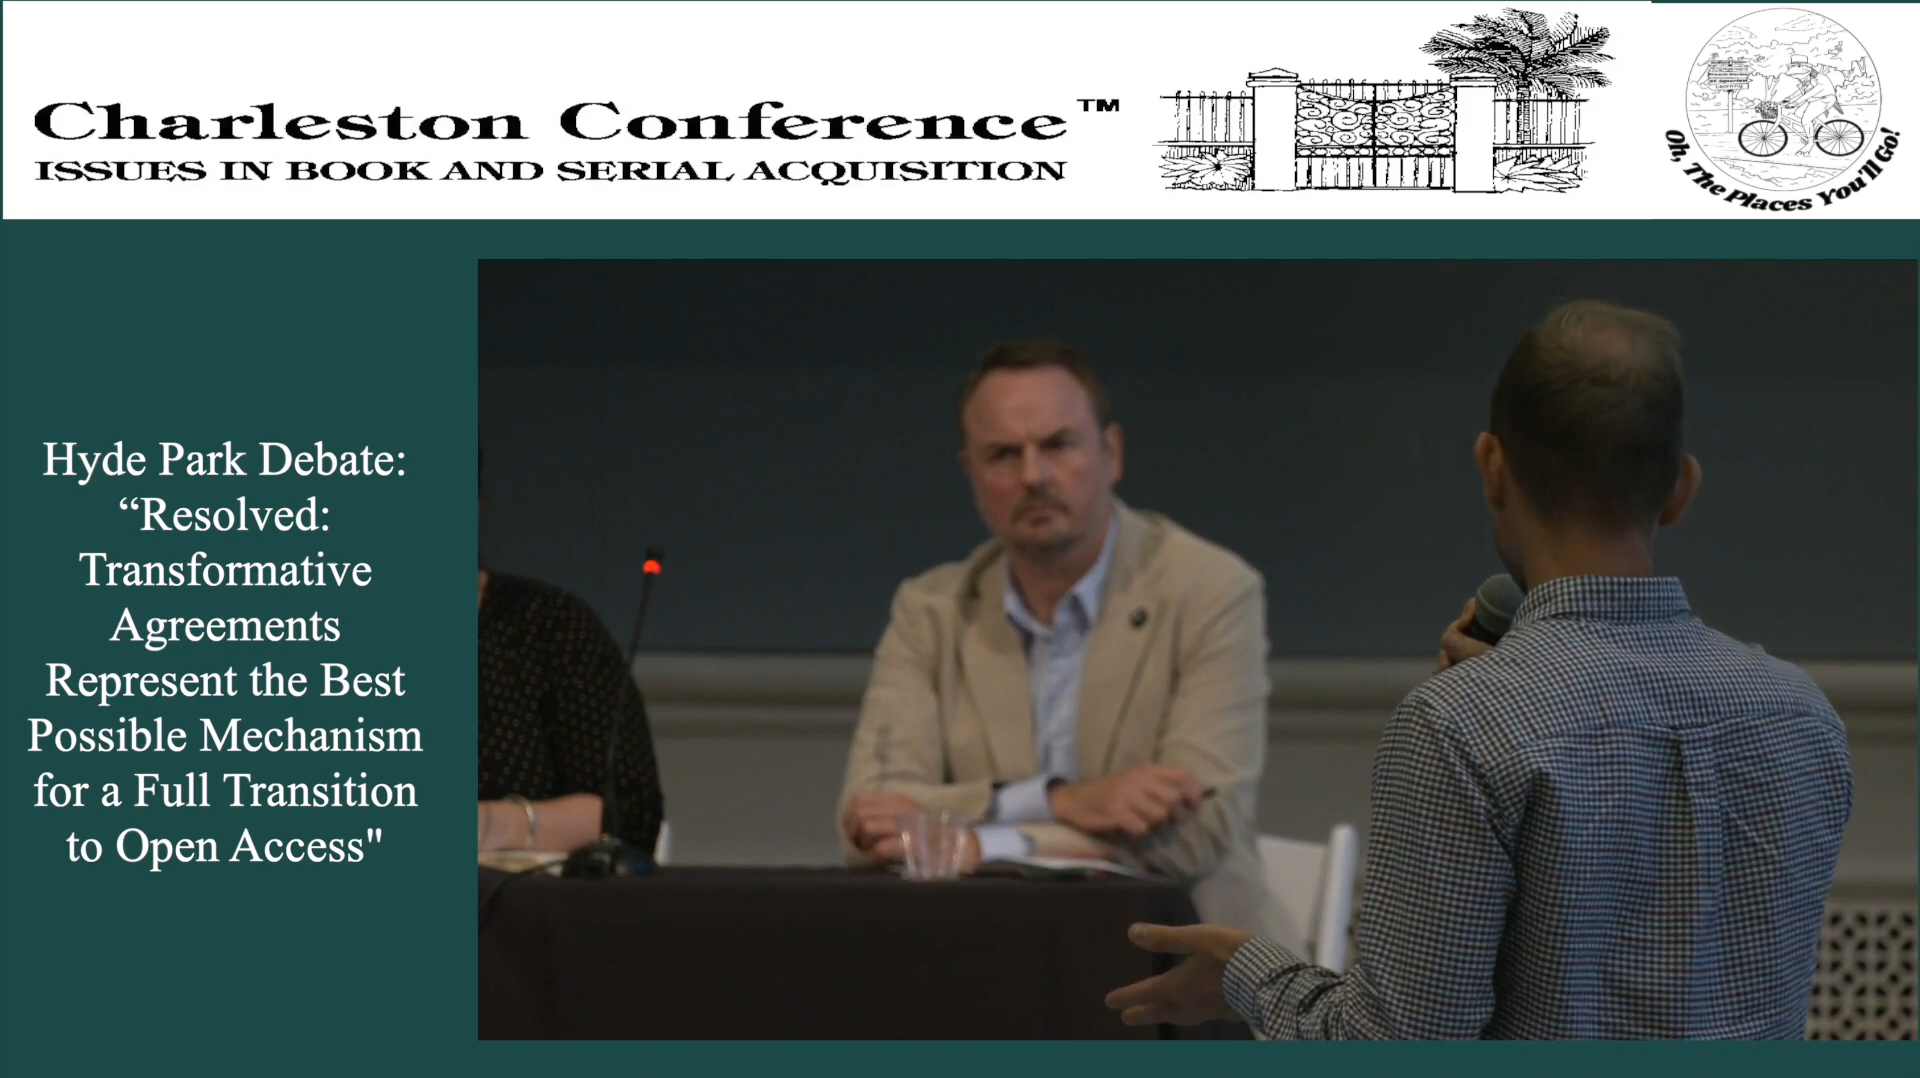 Charleston Conference™
ISSUES IN BOOK AND SERIAL ACQUISITION
Oh, The Places You'll Go!
Hyde Park Debate:
“Resolved:
Transformative
Agreements
Represent the Best
Possible Mechanism
for a Full Transition
to Open Access"